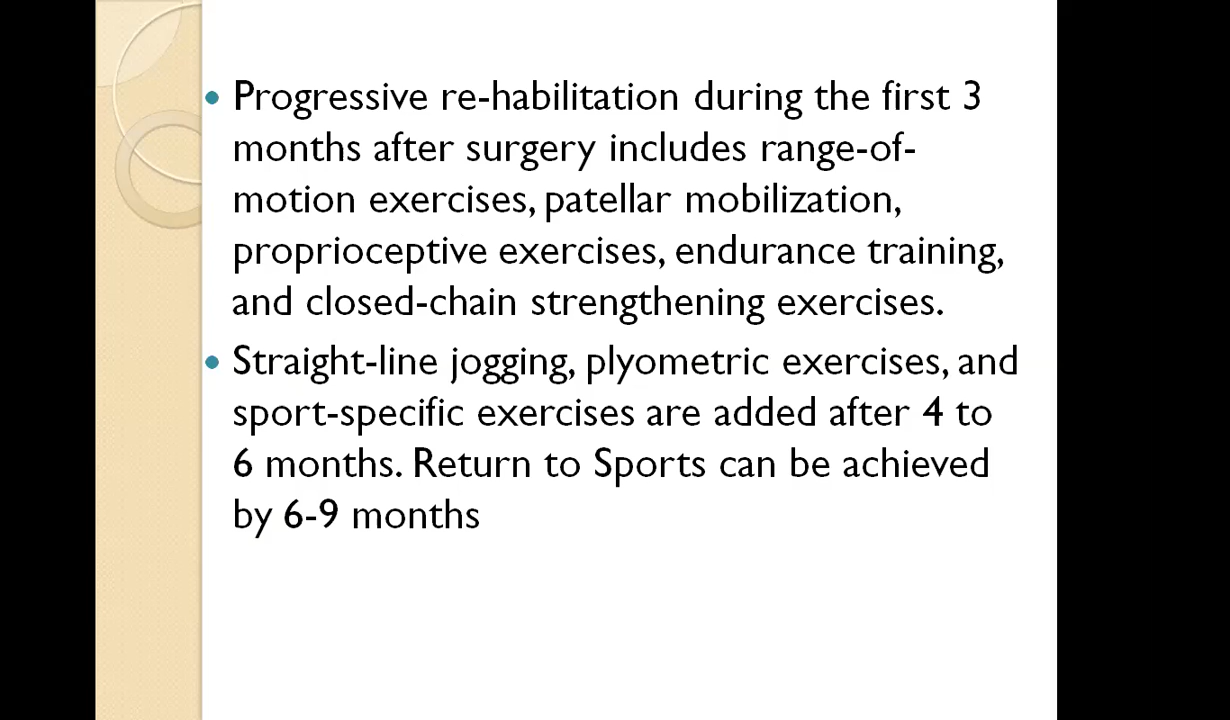 Progressive re-habilitation during the first 3
months after surgery includes range-of-
motion exercises, patellar mobilization,
proprioceptive exercises, endurance training,
and closed-chain strengthening exercises.
Straight-line jogging, plyometric exercises, and
sport-specific exercises are added after 4 to
6 months. Return to Sports can be achieved
by 6-9 months